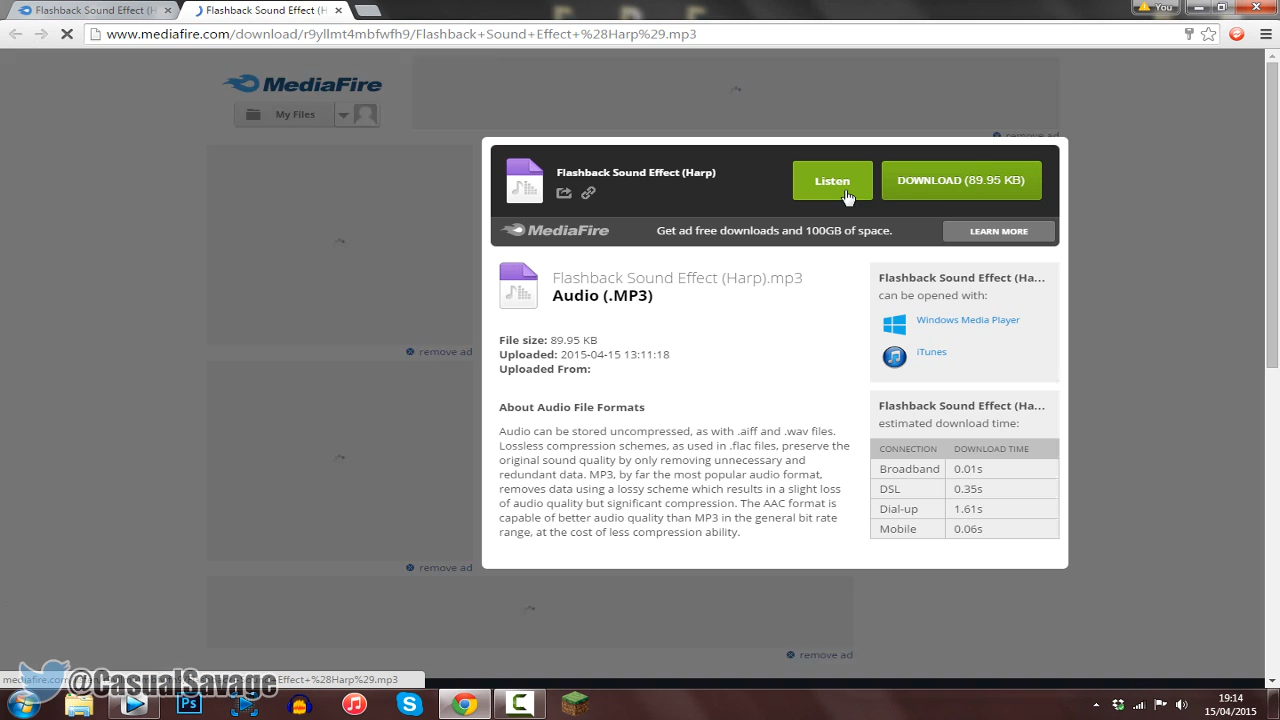 Flashback Sound Effect (H
Flashback Sound Effect (H
You
www.mediafire.com/download/r9yllmt4mbfwfh9/Flashback+Sound+Effect+%28Harp%29.mp3
MediaFire
My Files
remove ad
Flashback Sound Effect (Harp)
Listen
DOWNLOAD (89.95 KB)
MediaFire
Get ad free downloads and 100GB of space.
LEARN MORE
Flashback Sound Effect (Harp).mp3
Audio (.MP3)
File size: 89.95 KB
Uploaded: 2015-04-15 13:11:18
Uploaded From:
About Audio File Formats
Audio can be stored uncompressed, as with .aiff and .wav files.
Lossless compression schemes, as used in .flac files, preserve the
original sound quality by only removing unnecessary and
redundant data. MP3, by far the most popular audio format,
removes data using a lossy scheme which results in a slight loss
of audio quality but significant compression. The AAC format is
capable of better audio quality than MP3 in the general bit rate
range, at the cost of less compression ability.
Flashback Sound Effect (Ha...
can be opened with:
Windows Media Player
iTunes
Flashback Sound Effect (Ha...
estimated download time:
CONNECTION DOWNLOAD TIME
Broadband 0.01s
DSL 0.35s
Dial-up 1.61s
Mobile 0.06s
remove ad
remove ad
remove ad
mediafire.com
Effect+%28Harp%29.mp3
@CasualSavage
Ps
19:14
15/04/2015